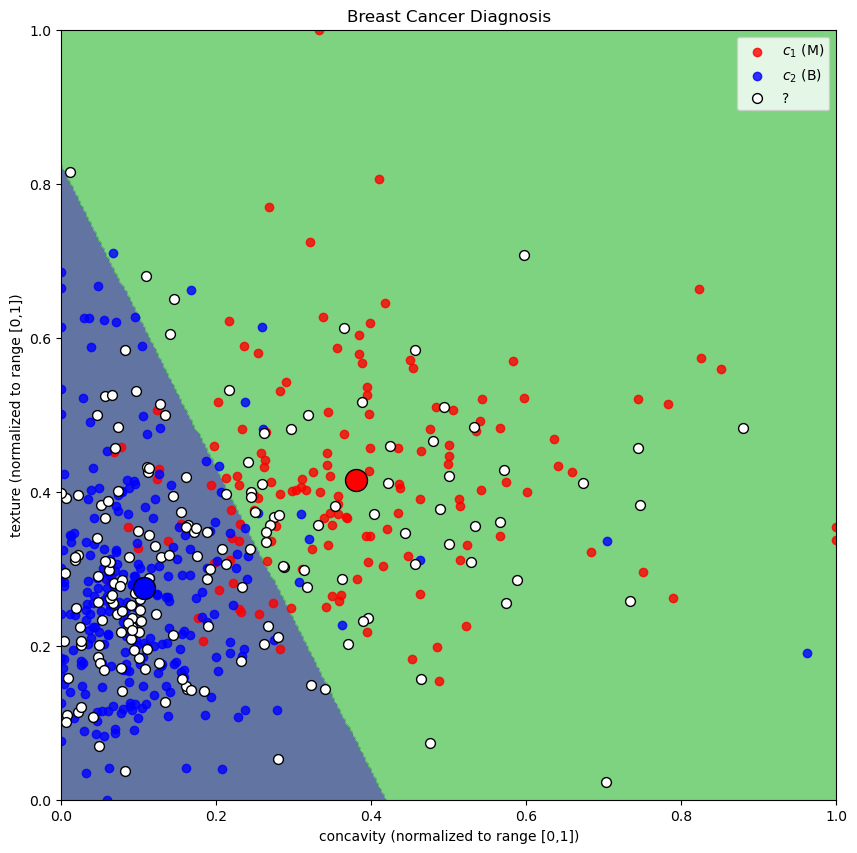 Breast Cancer Diagnosis
c₁ (M)
c₂ (B)
?
texture (normalized to range [0,1])
1.0
0.8
0.6
0.4
0.2
0.0
0.0 0.2 0.4 0.6 0.8 1.0
concavity (normalized to range [0,1])